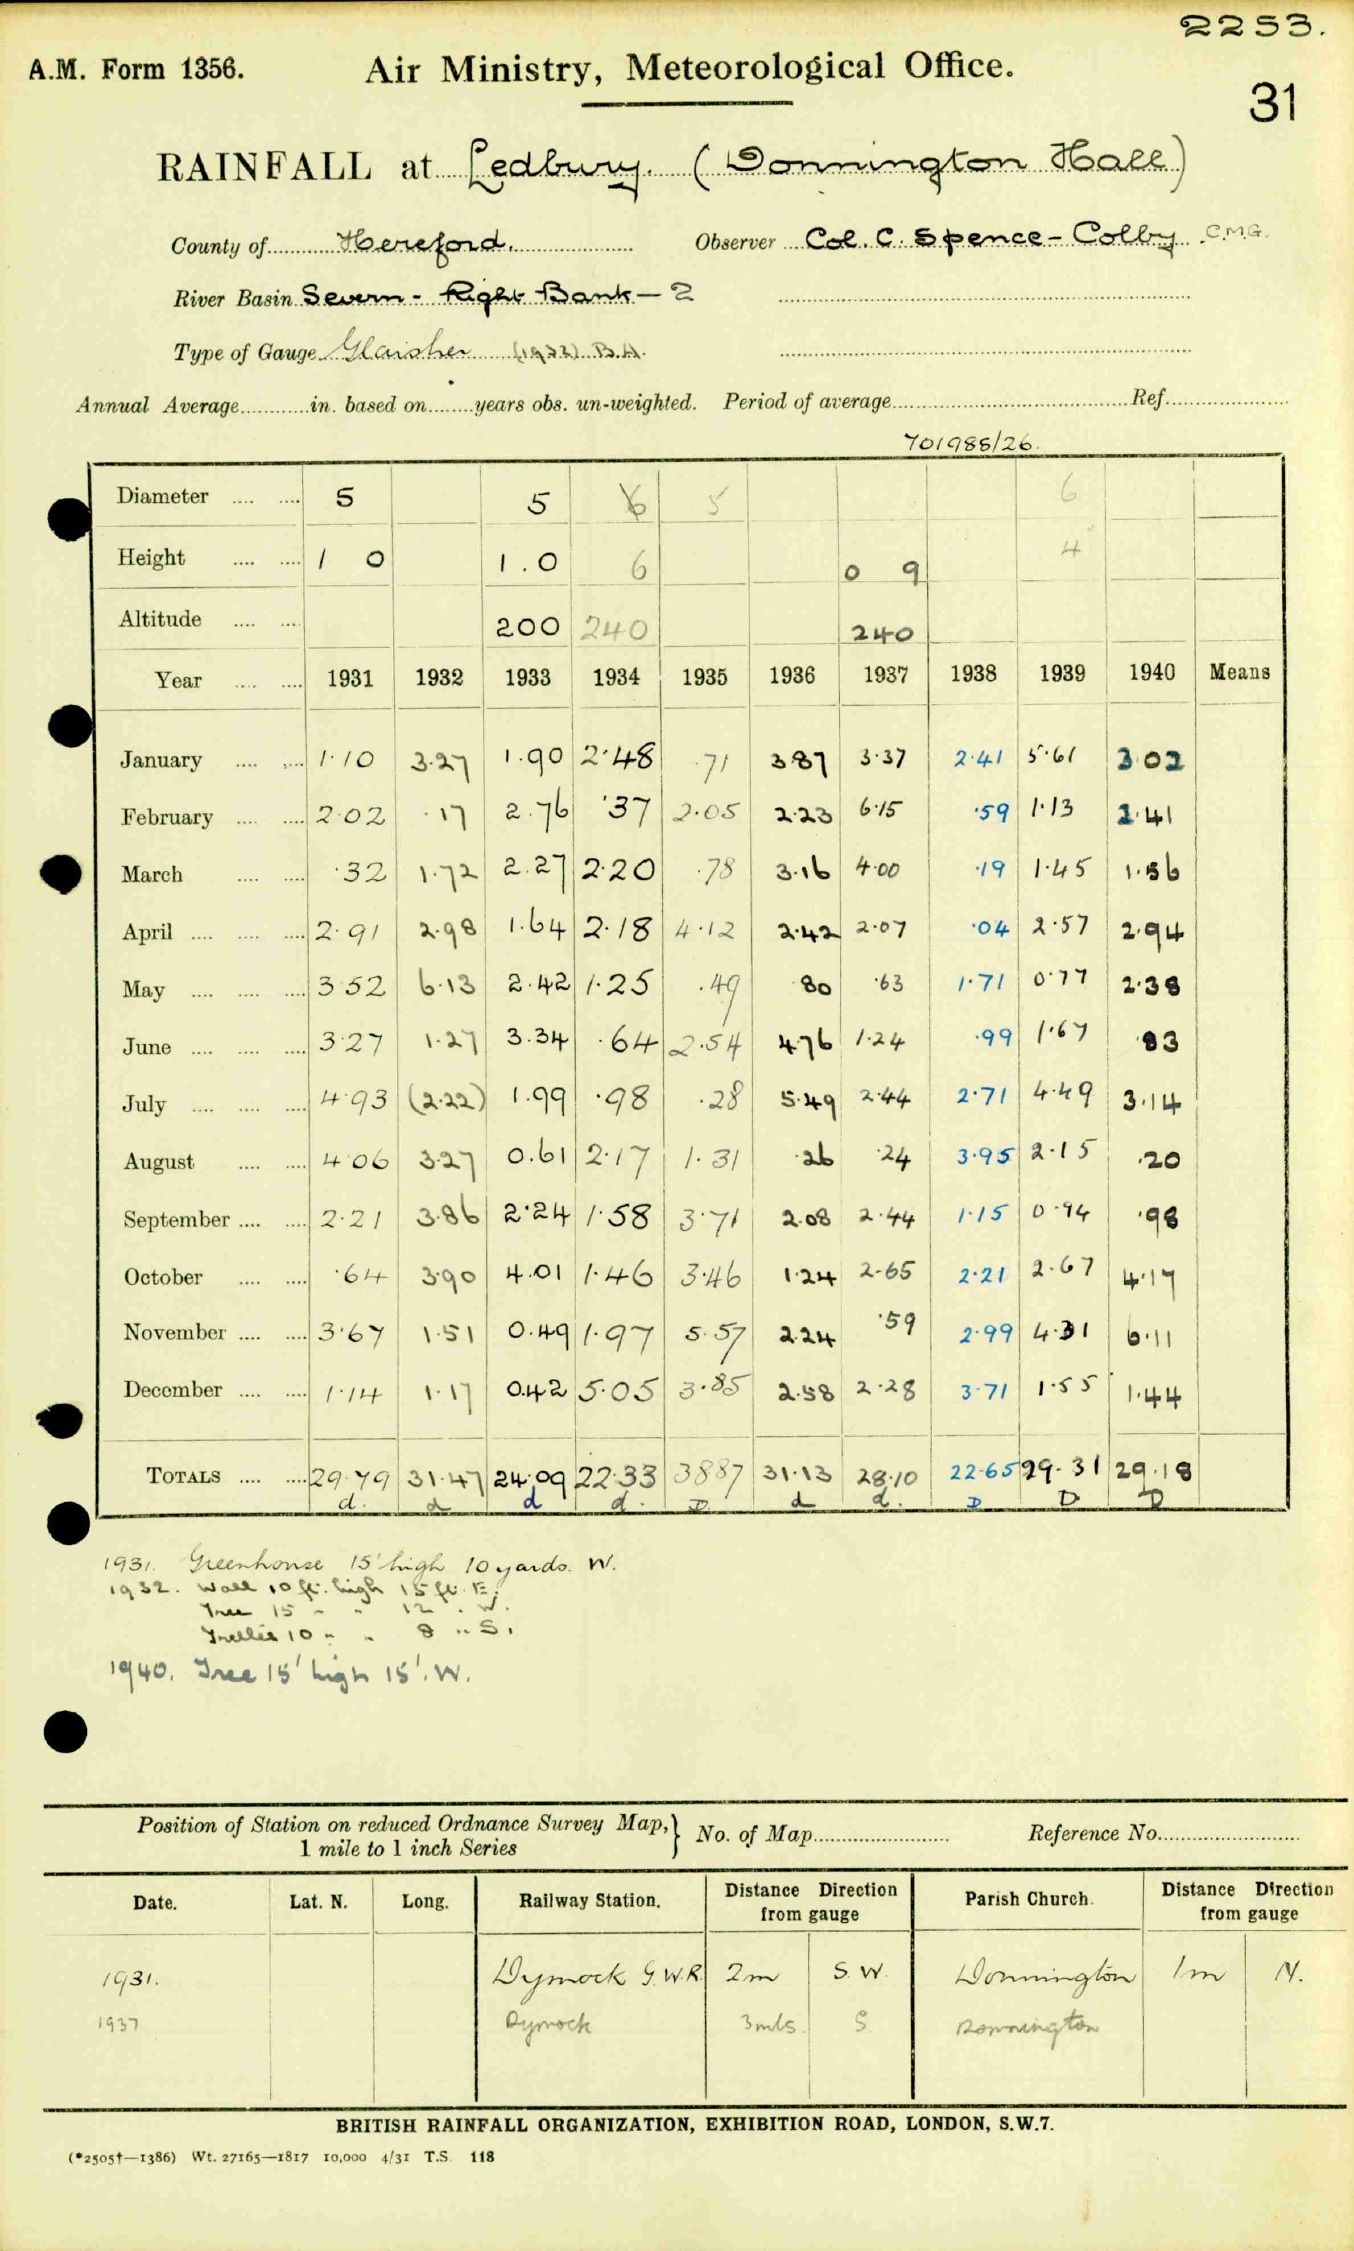 2253.
A.M. Form 1356. Air Ministry, Meteorological Office.
31
RAINFALL at Ledbury. (Donnington Hall)
County of Hereford. Observer Col. C. Spence-Colby C.M.G.
River Basin Severn - Right Bank - 2
Type of Gauge Glaisher (1932) B.H.
Annual Average in. based on years obs. un-weighted. Period of average Ref.
701988/26.
Diameter 5 5 6 5 6
Height 1 0 1.0 6 0 9 4
Altitude 200 240 240
Year 1931 1932 1933 1934 1935 1936 1937 1938 1939 1940 Means
January 1.10 3.27 1.90 2.48 .71 3.87 3.37 2.41 5.61 3.02
February 2.02 .17 2.76 .37 2.05 2.23 6.15 .59 1.13 2.41
March .32 1.72 2.27 2.20 .78 3.16 4.00 .19 1.45 1.56
April 2.91 2.98 1.64 2.18 4.12 2.42 2.07 .04 2.57 2.94
May 3.52 6.13 2.42 1.25 .49 .80 .63 1.71 0.77 2.38
June 3.27 1.27 3.34 .64 2.54 4.76 1.24 .99 1.67 .83
July 4.93 (2.22) 1.99 .98 .28 5.49 2.44 2.71 4.49 3.14
August 4.06 3.27 0.61 2.17 1.31 .26 .24 3.95 2.15 .20
September 2.21 3.86 2.24 1.58 3.71 2.08 2.44 1.15 0.94 .98
October .64 3.90 4.01 1.46 3.46 1.24 2.65 2.21 2.67 4.17
November 3.67 1.51 0.49 1.97 5.57 2.24 .59 2.99 4.31 6.11
December 1.14 1.17 0.42 5.05 3.85 2.58 2.28 3.71 1.55 1.44
TOTALS 29.79 31.47 24.09 22.33 38.87 31.13 28.10 22.65 29.31 29.18
d. d d d. D d d. D D D
1931. Greenhouse 15' high 10 yards. W.
1932. Wall 10 ft. high 15 ft. E.
Tree 15 " " 12 " W.
Trellis 10 " " 8 " S.
1940. Tree 15' high 15'. W.
Position of Station on reduced Ordnance Survey Map,} No. of Map Reference No.
1 mile to 1 inch Series
Date. Lat. N. Long. Railway Station. Distance Direction from gauge Parish Church. Distance Direction from gauge
1931. Dymock G.W.R. 2m S.W. Donnington 1m N.
1937 Dymock 3mls S Donnington
BRITISH RAINFALL ORGANIZATION, EXHIBITION ROAD, LONDON, S.W.7.
(*2505†—1386) Wt. 27165—1817 10,000 4/31 T.S. 118